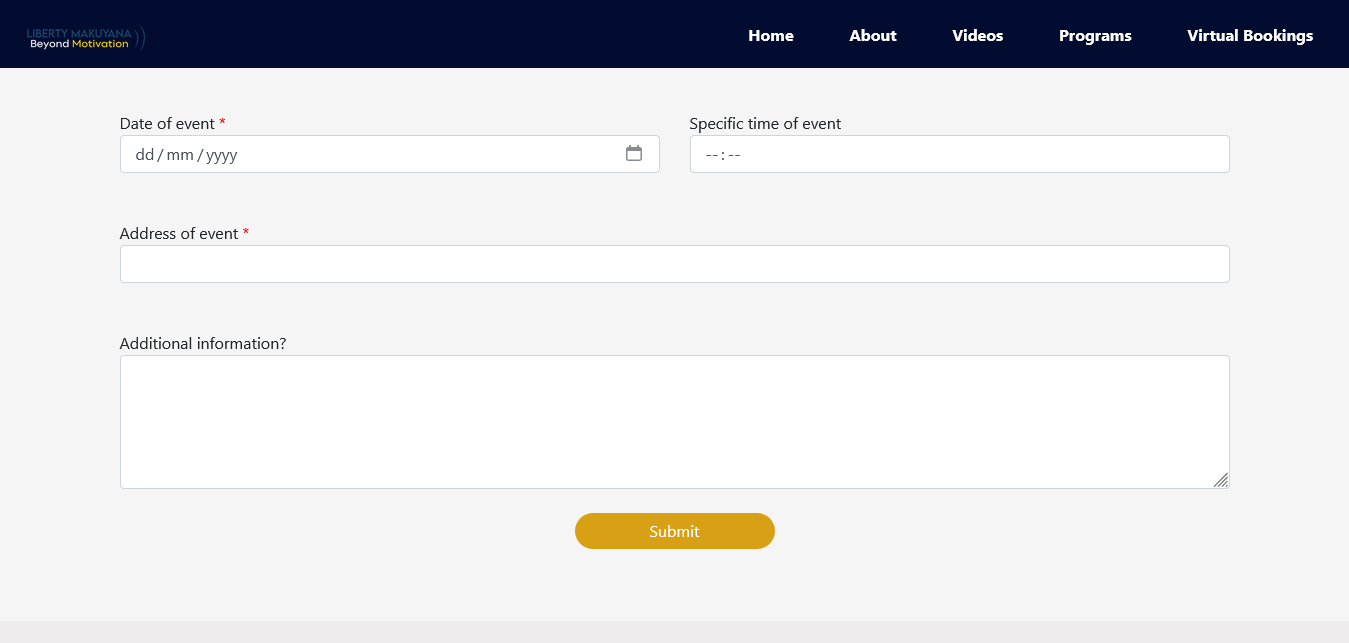 LIBERTY MAKUYANA
Beyond Motivation
Home About Videos Programs Virtual Bookings
Date of event * Specific time of event
dd/mm/yyyy --:--
Address of event *
Additional information?
Submit